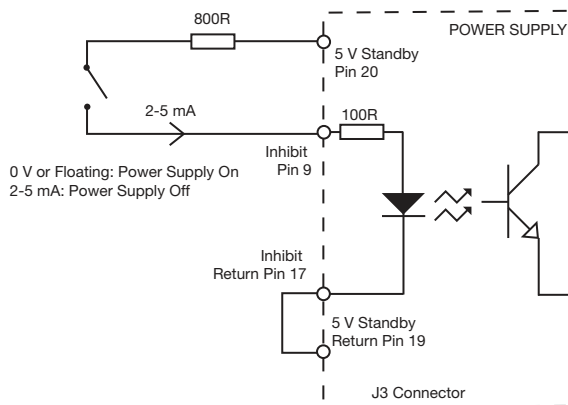 800R
POWER SUPPLY
5 V Standby
Pin 20
2-5 mA
100R
Inhibit
Pin 9
0 V or Floating: Power Supply On
2-5 mA: Power Supply Off
Inhibit
Return Pin 17
5 V Standby
Return Pin 19
J3 Connector